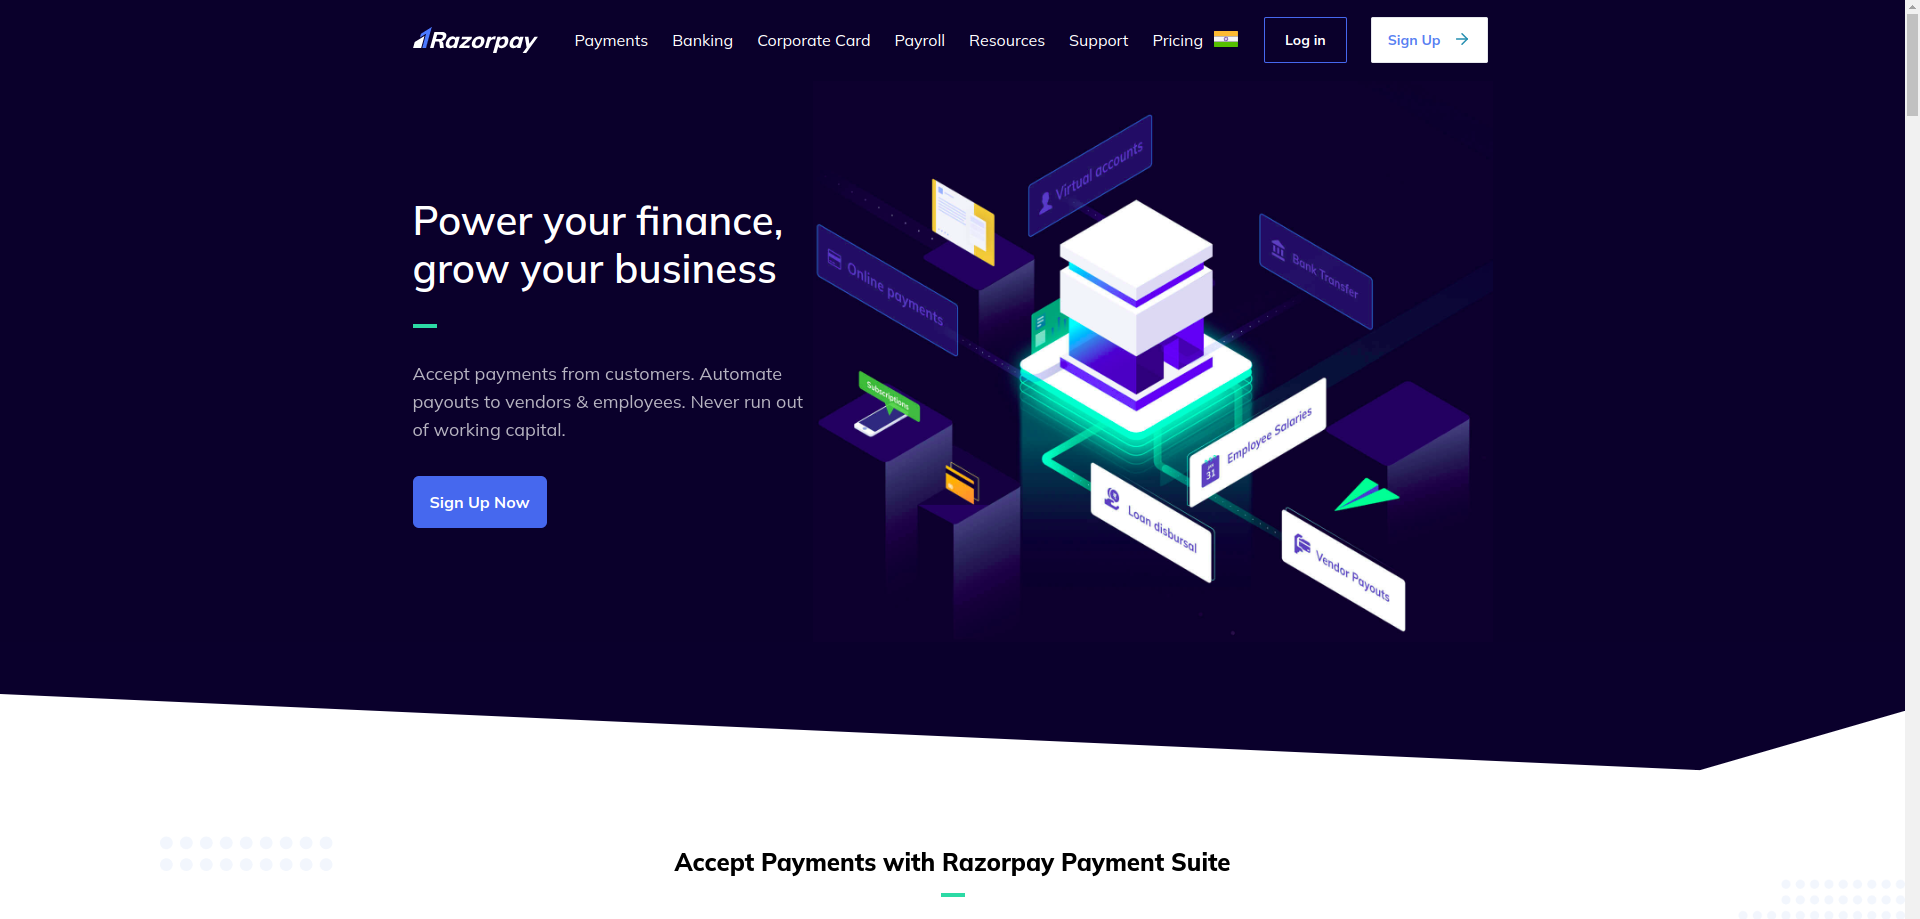 Razorpay
Payments
Banking
Corporate Card
Payroll
Resources
Support
Pricing
Log in
Sign Up
Power your finance,
grow your business
Accept payments from customers. Automate
payouts to vendors & employees. Never run out
of working capital.
Sign Up Now
Virtual accounts
Online payments
Bank Transfer
Subscriptions
Employee Salaries
31
Loan disbursal
Vendor Payouts
Accept Payments with Razorpay Payment Suite